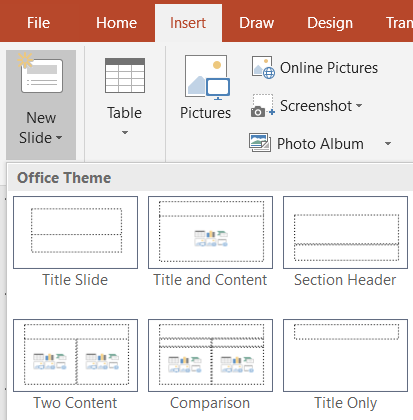 File Home Insert Draw Design
New
Slide
Table
Pictures
Online Pictures
Screenshot
Photo Album
Office Theme
Title Slide Title and Content Section Header
Two Content Comparison Title Only